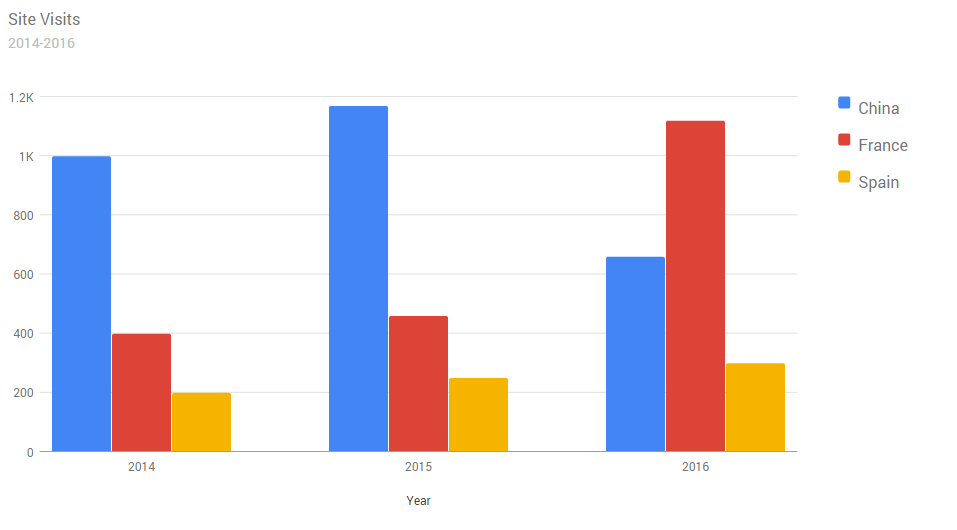 Site Visits
2014-2016
1.2K
1K
800
600
400
200
0
2014 2015 2016
Year
China
France
Spain